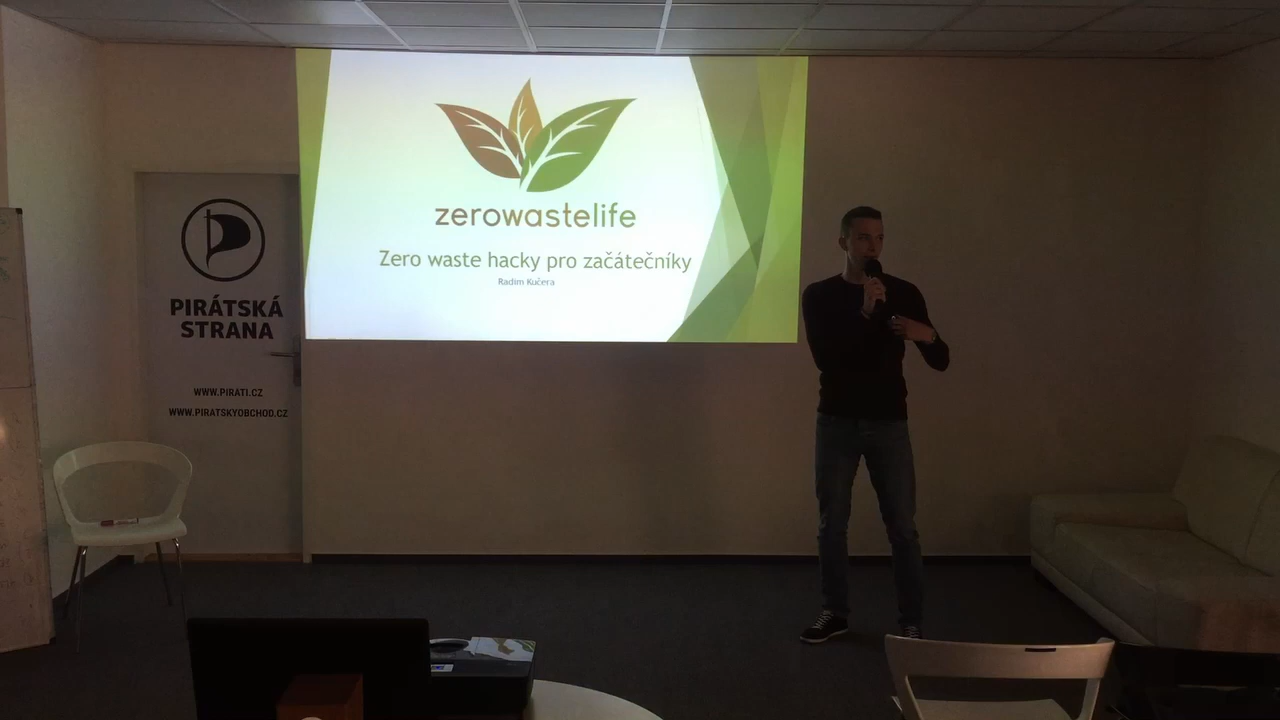 zerowastelife
Zero waste hacky pro začátečníky
Radim Kučera
PIRÁTSKÁ
STRANA
WWW.PIRATI.CZ
WWW.PIRATSKYOBCHOD.CZ